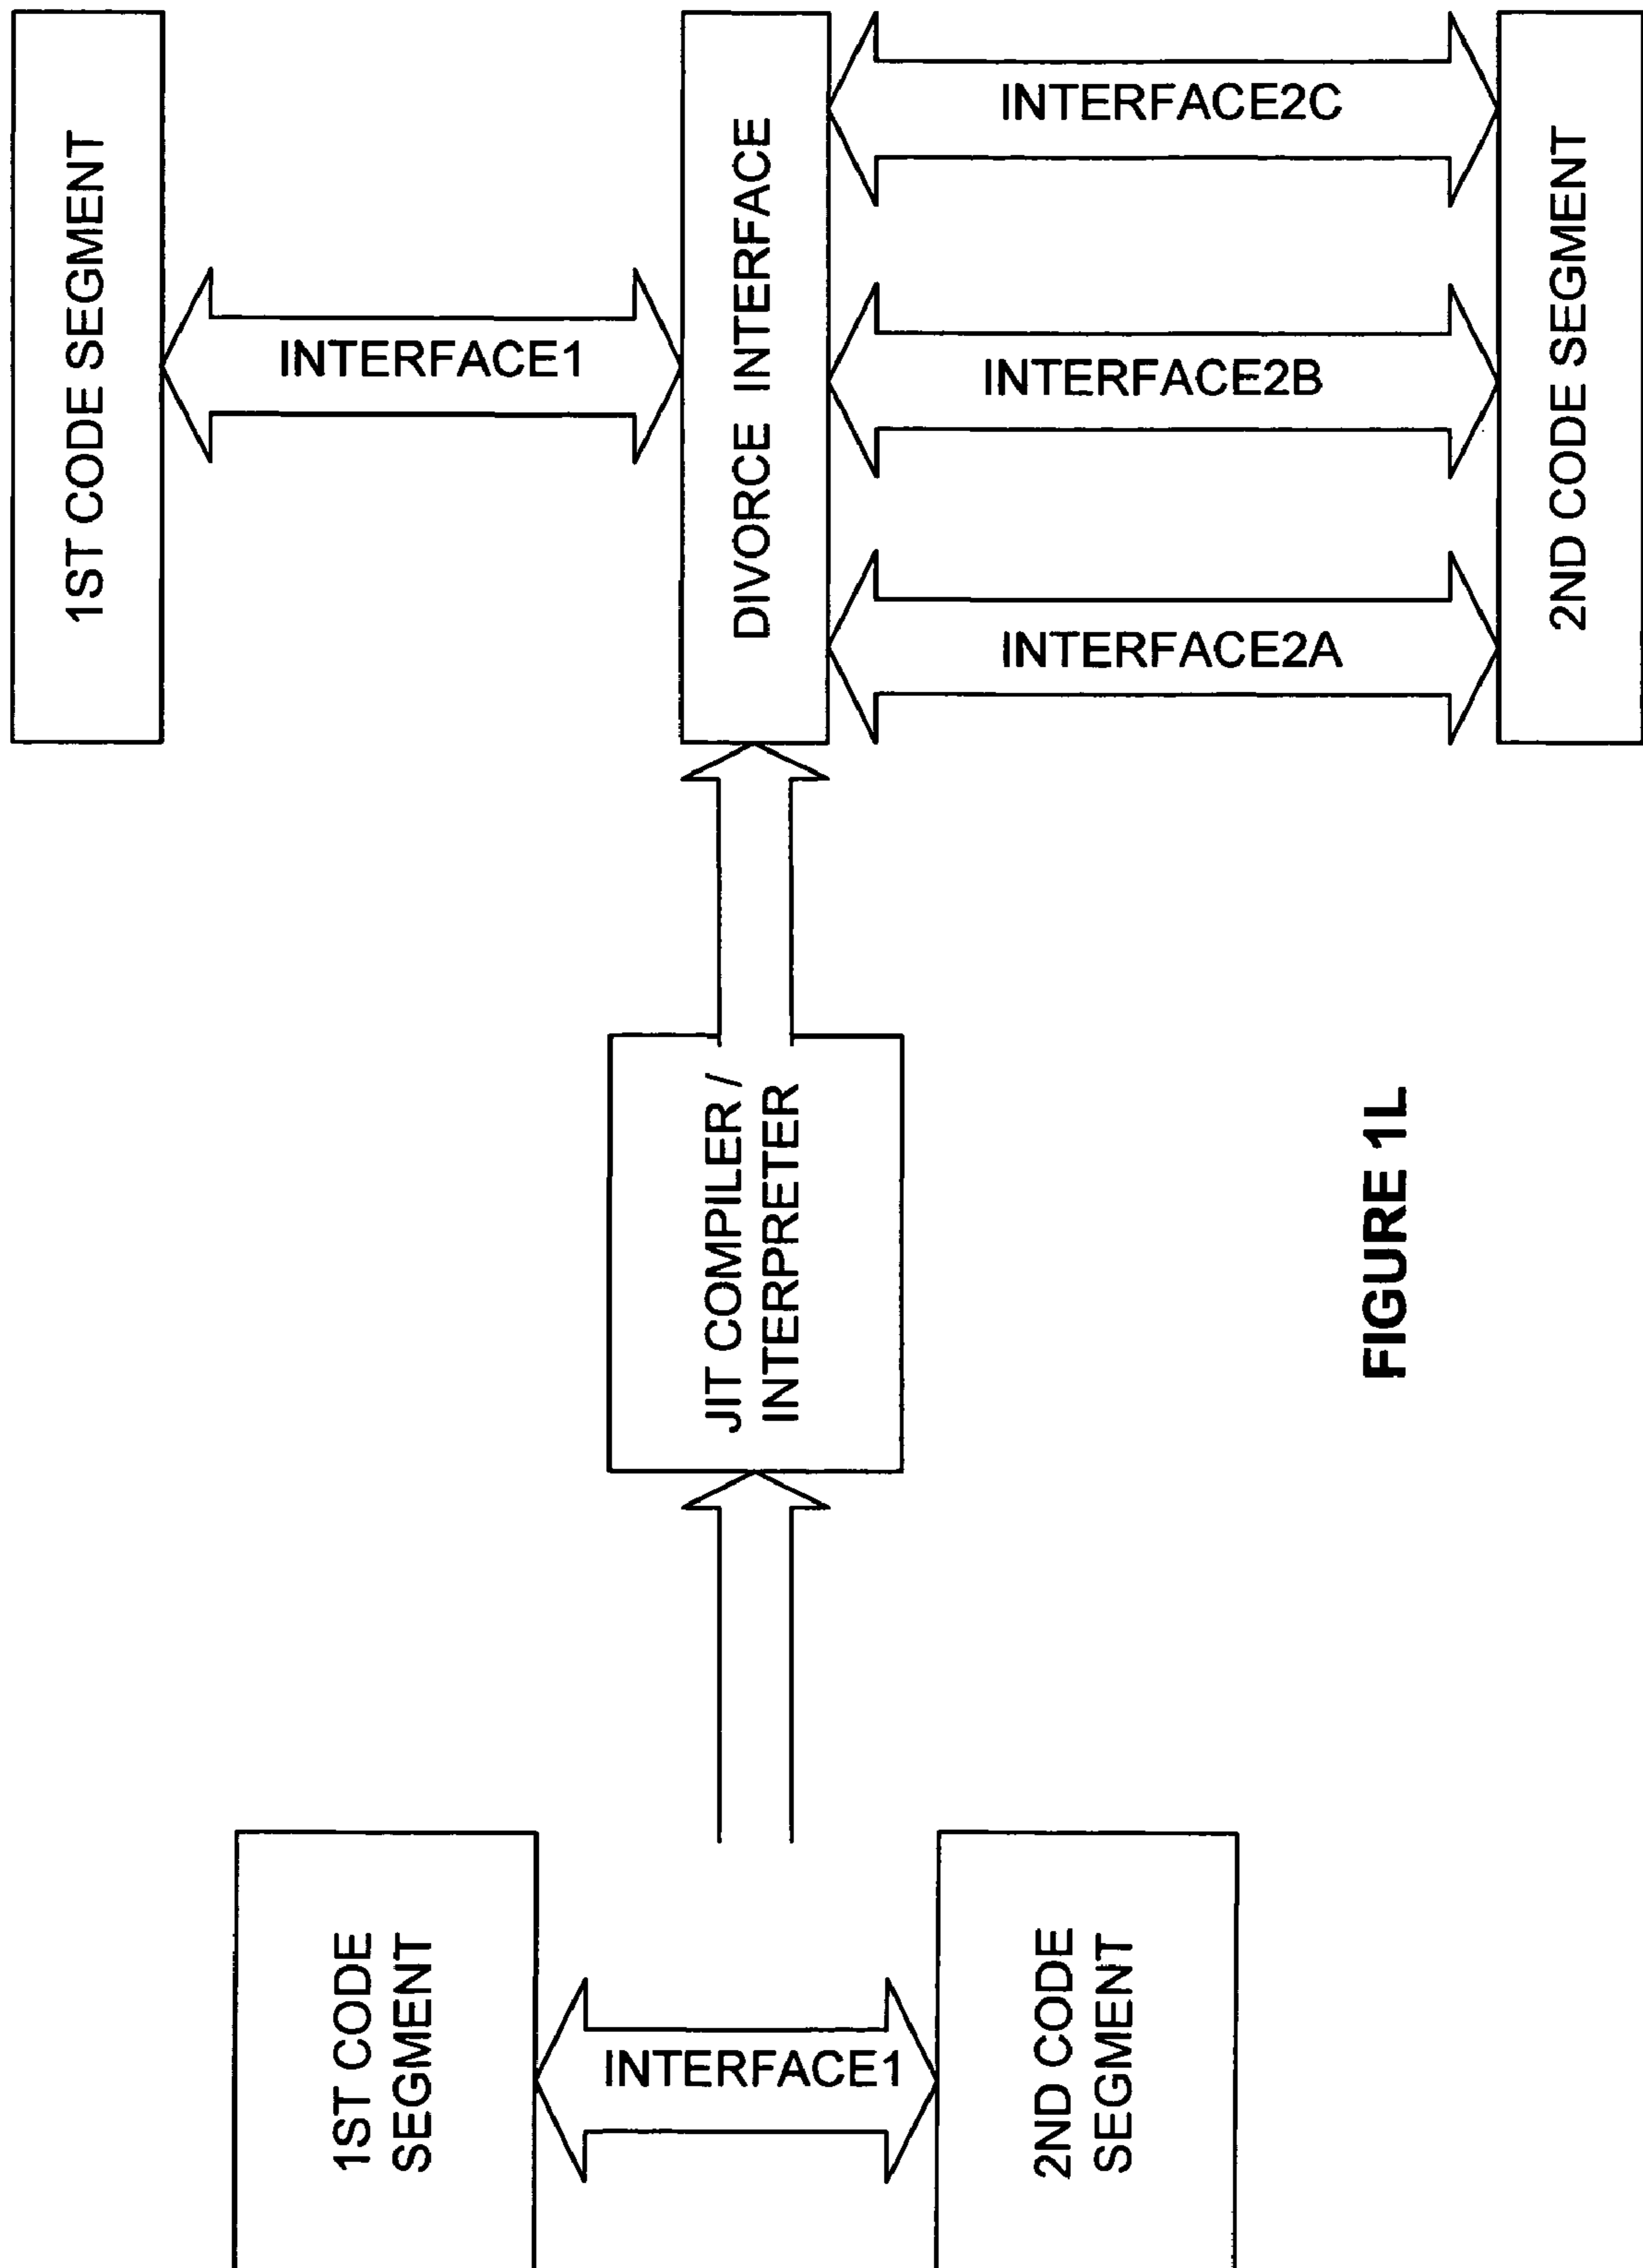 1ST CODE
SEGMENT
INTERFACE1
2ND CODE
SEGMENT
JIT COMPILER /
INTERPRETER
1ST CODE SEGMENT
INTERFACE1
DIVORCE INTERFACE
INTERFACE2A
INTERFACE2B
INTERFACE2C
2ND CODE SEGMENT
FIGURE 1L